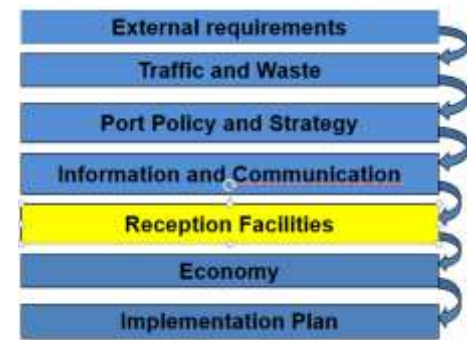 External requirements
Traffic and Waste
Port Policy and Strategy
Information and Communication
Reception Facilities
Economy
Implementation Plan